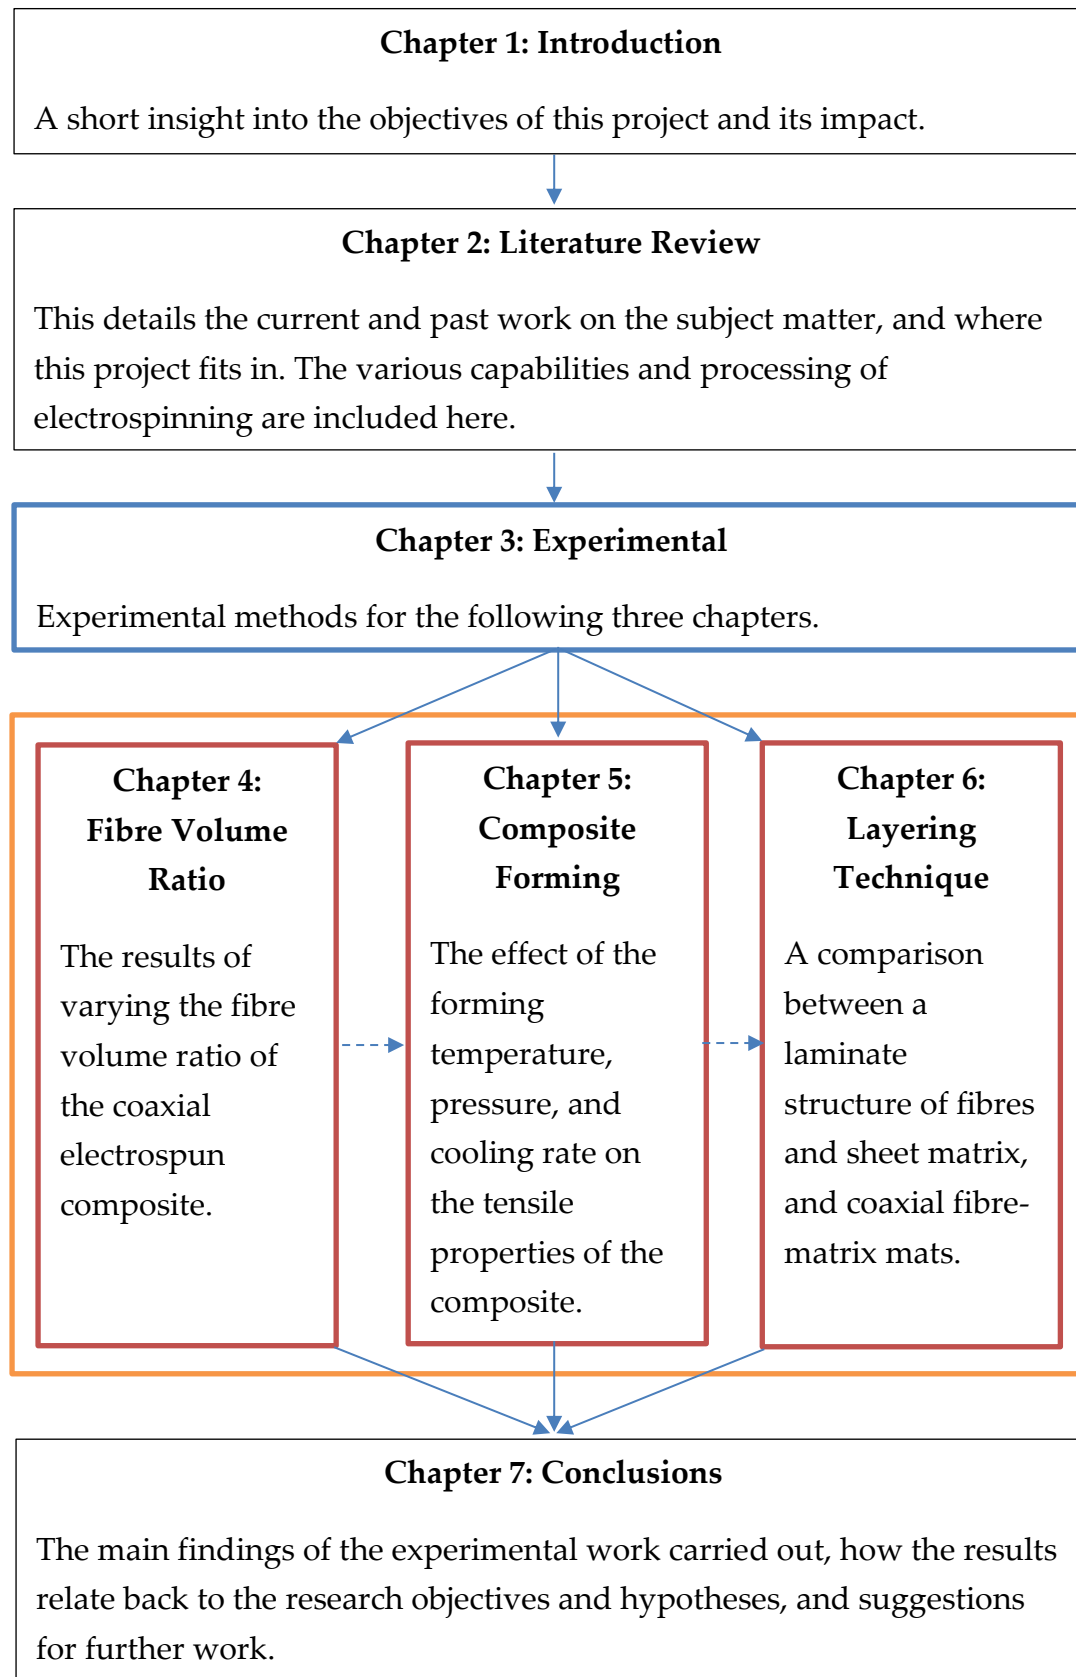 Chapter 1: Introduction
A short insight into the objectives of this project and its impact.
Chapter 2: Literature Review
This details the current and past work on the subject matter, and where
this project fits in. The various capabilities and processing of
electrospinning are included here.
Chapter 3: Experimental
Experimental methods for the following three chapters.
Chapter 4:
Fibre Volume
Ratio
The results of
varying the fibre
volume ratio of
the coaxial
electrospun
composite.
Chapter 5:
Composite
Forming
The effect of the
forming
temperature,
pressure, and
cooling rate on
the tensile
properties of the
composite.
Chapter 6:
Layering
Technique
A comparison
between a
laminate
structure of fibres
and sheet matrix,
and coaxial fibre-
matrix mats.
Chapter 7: Conclusions
The main findings of the experimental work carried out, how the results
relate back to the research objectives and hypotheses, and suggestions
for further work.